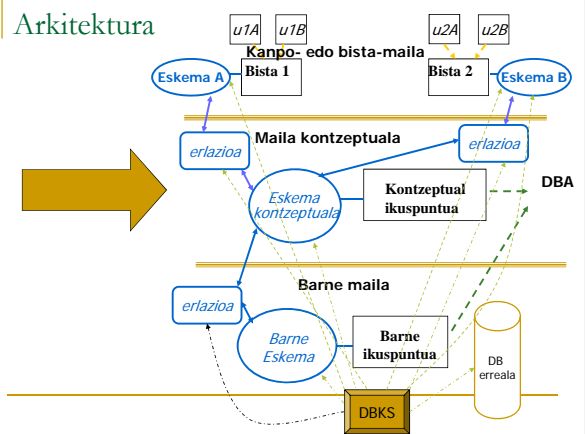 Arkitektura
u1A
u1B
u2A
u2B
Kanpo- edo bista-maila
Eskema A
Bista 1
Bista 2
Eskema B
Maila kontzeptuala
erlazioa
erlazioa
Eskema
kontzeptuala
Kontzeptual
ikuspuntua
DBA
Barne maila
erlazioa
Barne
Eskema
Barne
ikuspuntua
DB
erreala
DBKS